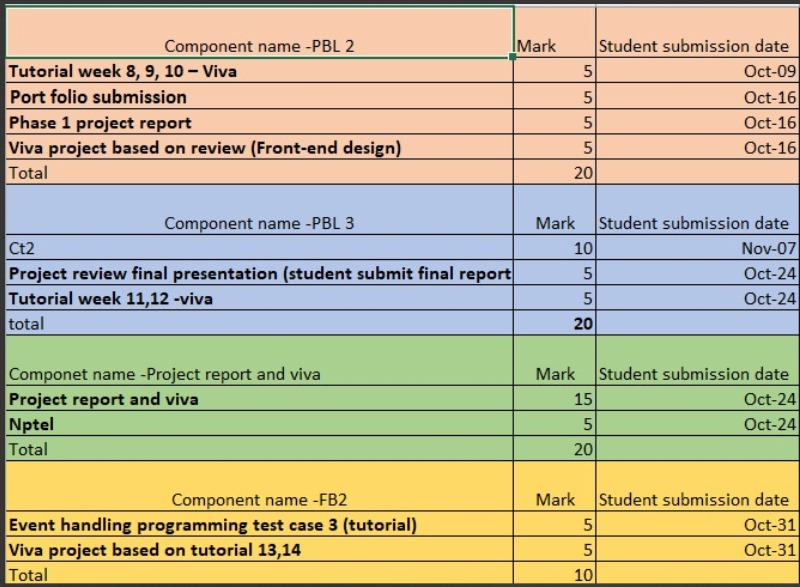 Component name -PBL 2 Mark Student submission date
Tutorial week 8, 9, 10 – Viva 5 Oct-09
Port folio submission 5 Oct-16
Phase 1 project report 5 Oct-16
Viva project based on review (Front-end design) 5 Oct-16
Total 20
Component name -PBL 3 Mark Student submission date
Ct2 10 Nov-07
Project review final presentation (student submit final report 5 Oct-24
Tutorial week 11,12 -viva 5 Oct-24
total 20
Componet name -Project report and viva Mark Student submission date
Project report and viva 15 Oct-24
Nptel 5 Oct-24
Total 20
Component name -FB2 Mark Student submission date
Event handling programming test case 3 (tutorial) 5 Oct-31
Viva project based on tutorial 13,14 5 Oct-31
Total 10